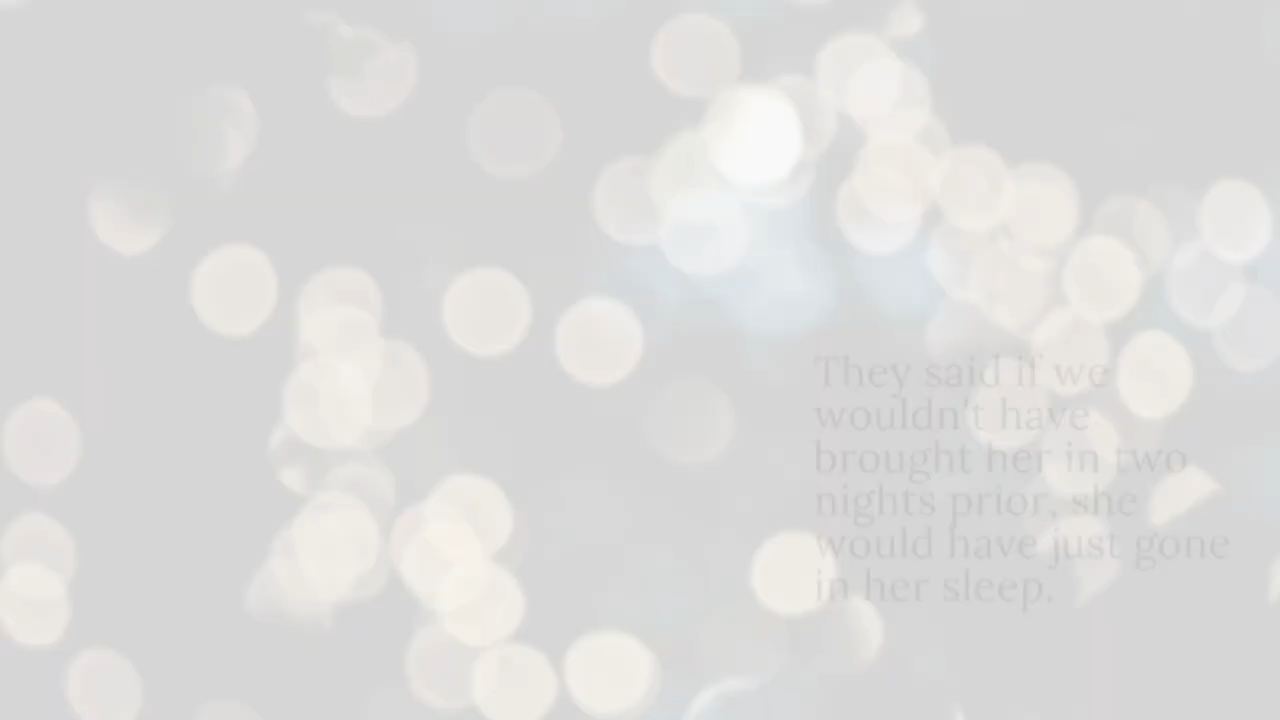 They said if we
wouldn't have
brought her in two
nights prior, she
would have just gone
in her sleep.